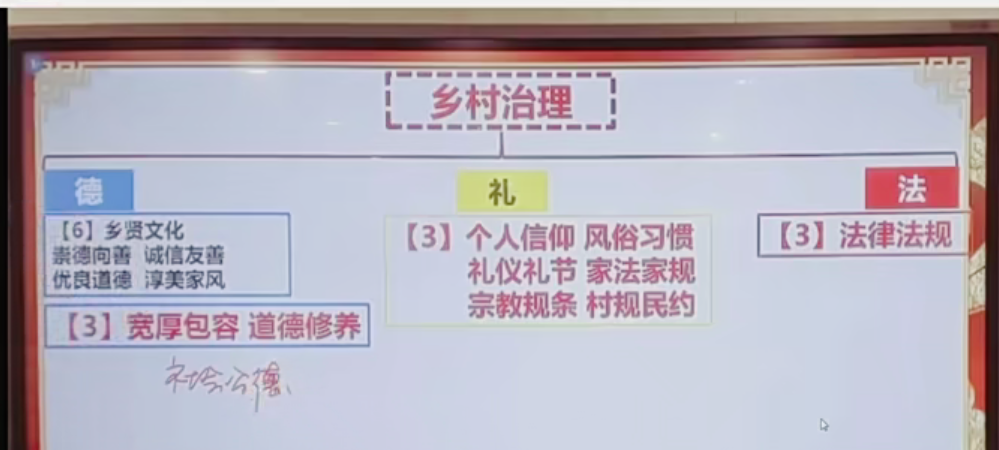 乡村治理
德
【6】乡贤文化
崇德向善 诚信友善
优良道德 淳美家风
【3】宽厚包容 道德修养
社会公德、
礼
【3】个人信仰 风俗习惯
礼仪礼节 家法家规
宗教规条 村规民约
法
【3】法律法规